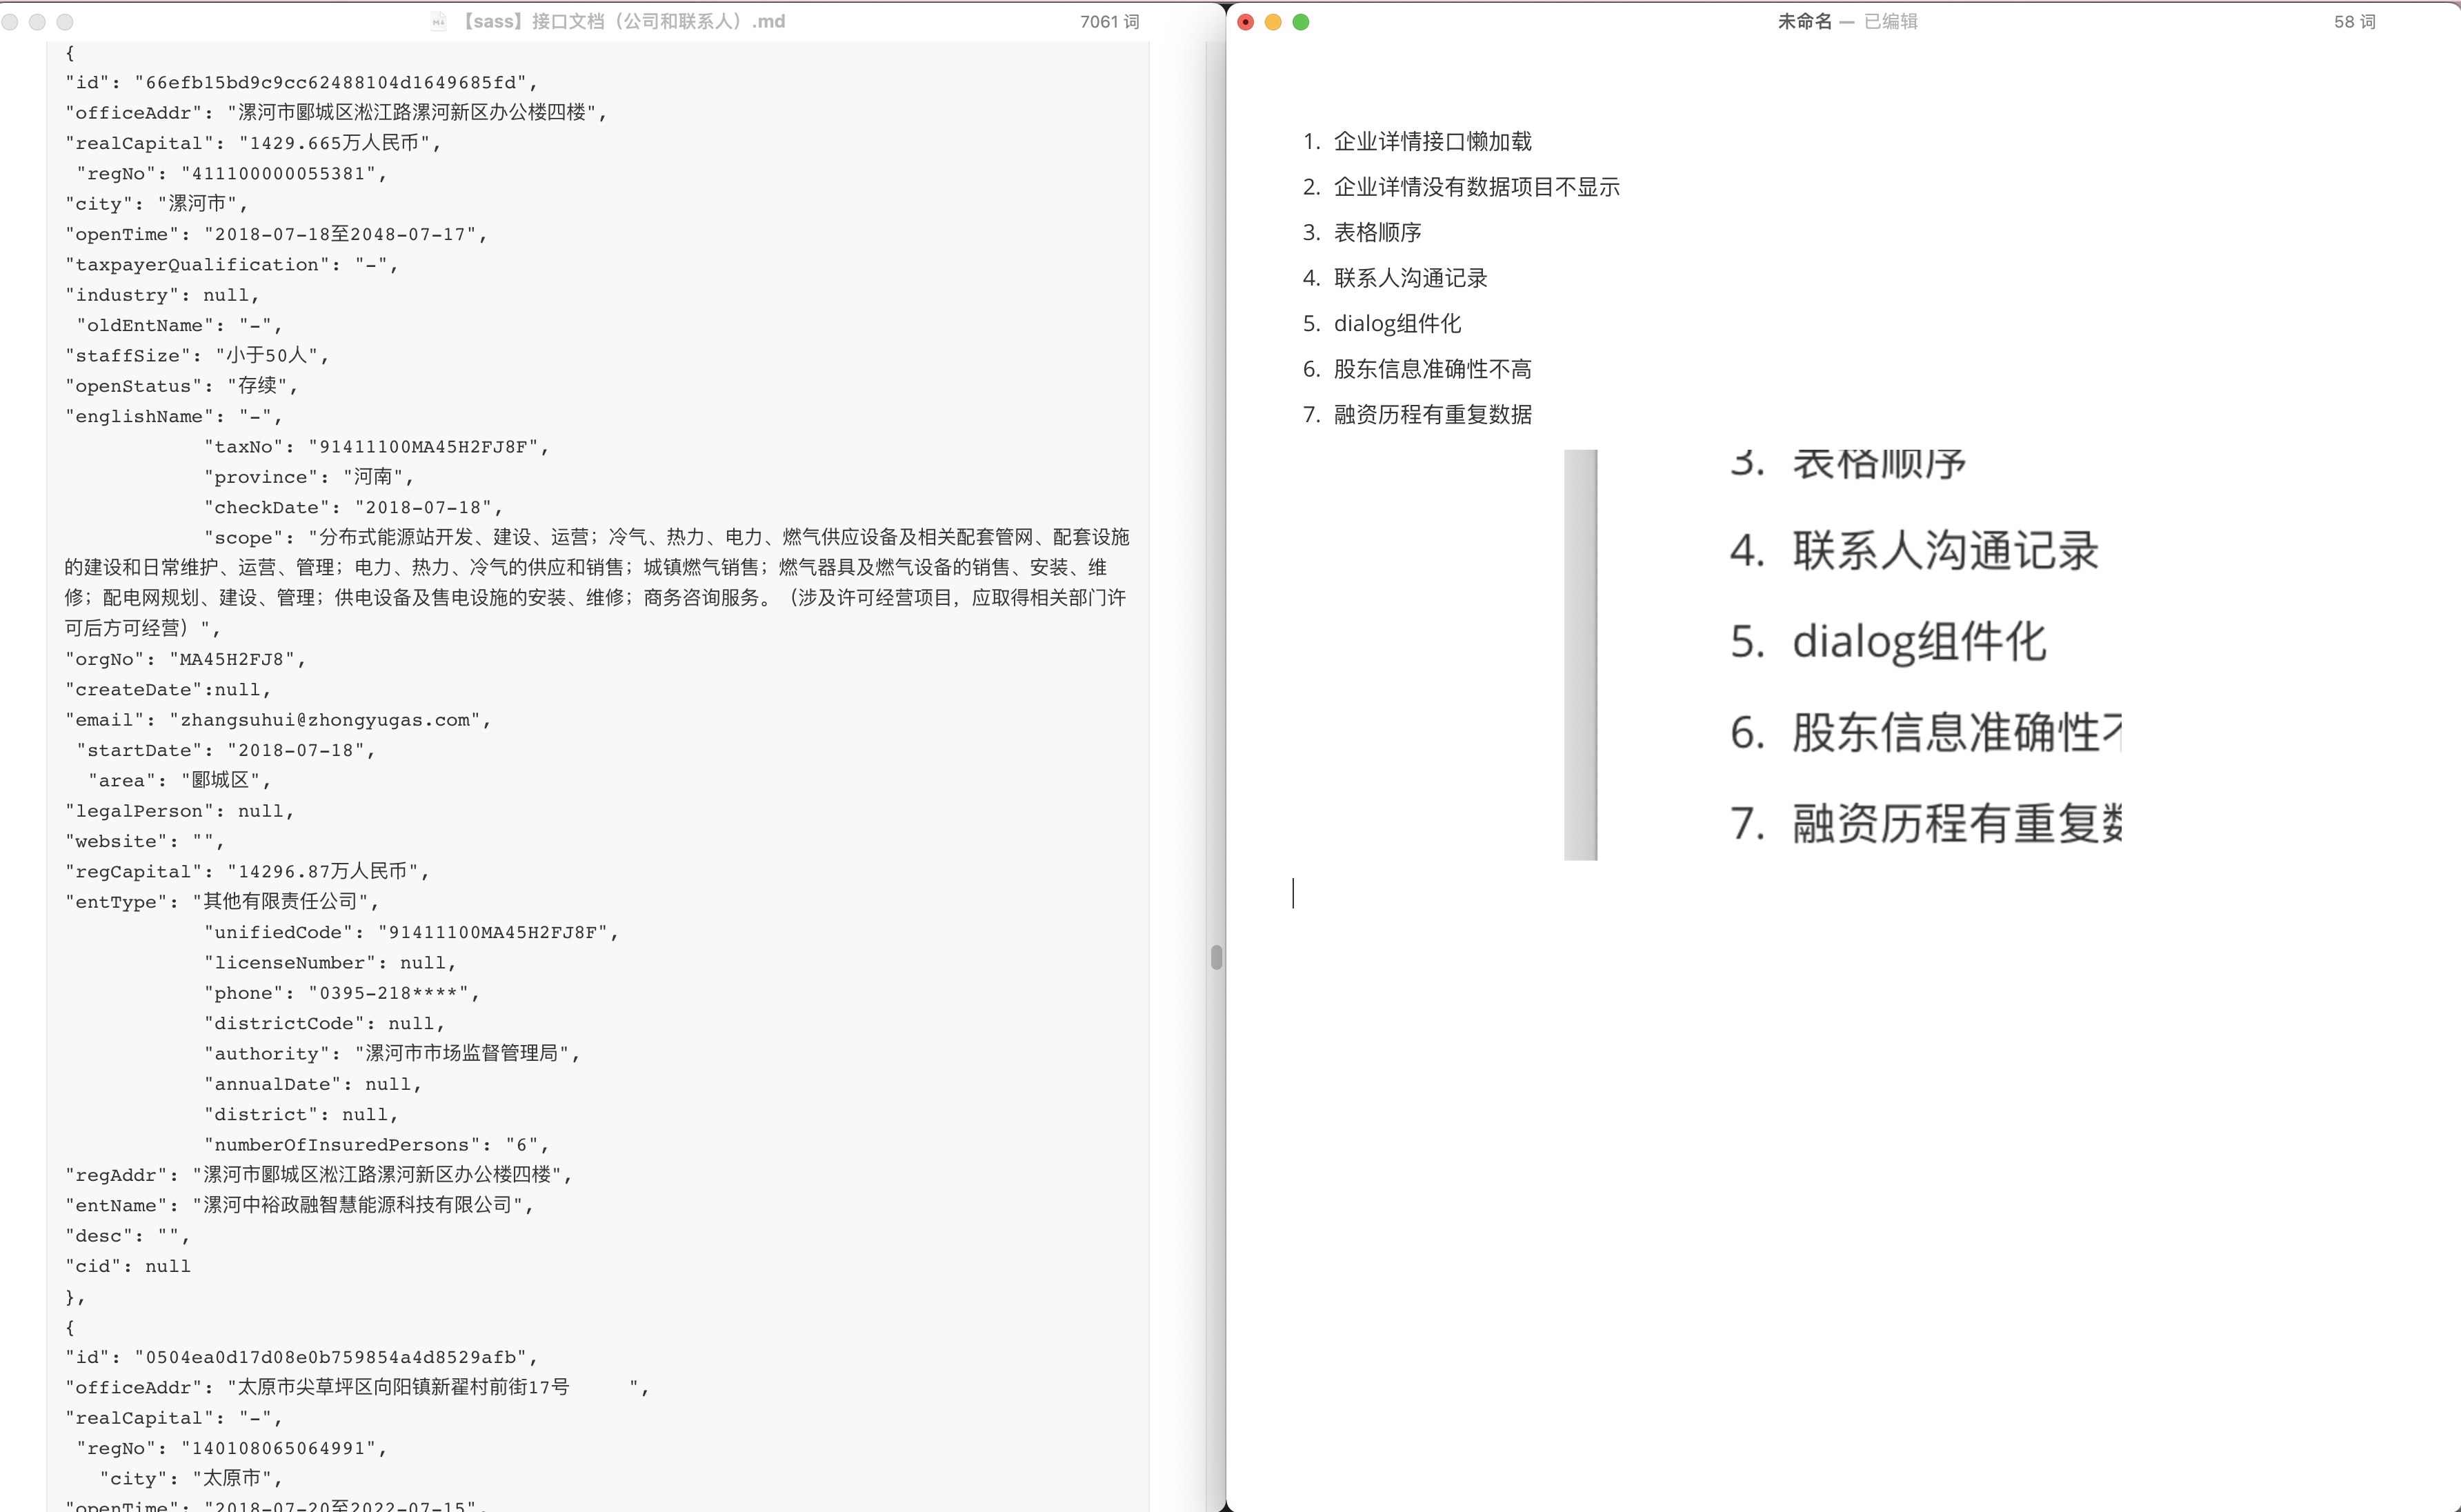 【sass】接口文档（公司和联系人）.md
7061 词
{
"id": "66efb15bd9c9cc62488104d1649685fd",
"officeAddr": "漯河市郾城区淞江路漯河新区办公楼四楼",
"realCapital": "1429.665万人民币",
"regNo": "411100000055381",
"city": "漯河市",
"openTime": "2018-07-18至2048-07-17",
"taxpayerQualification": "-",
"industry": null,
"oldEntName": "-",
"staffSize": "小于50人",
"openStatus": "存续",
"englishName": "-",
"taxNo": "91411100MA45H2FJ8F",
"province": "河南",
"checkDate": "2018-07-18",
"scope": "分布式能源站开发、建设、运营；冷气、热力、电力、燃气供应设备及相关配套管网、配套设施
的建设和日常维护、运营、管理；电力、热力、冷气的供应和销售；城镇燃气销售；燃气器具及燃气设备的销售、安装、维
修；配电网规划、建设、管理；供电设备及售电设施的安装、维修；商务咨询服务。（涉及许可经营项目，应取得相关部门许
可后方可经营）",
"orgNo": "MA45H2FJ8",
"createDate":null,
"email": "zhangsuhui@zhongyugas.com",
"startDate": "2018-07-18",
"area": "郾城区",
"legalPerson": null,
"website": "",
"regCapital": "14296.87万人民币",
"entType": "其他有限责任公司",
"unifiedCode": "91411100MA45H2FJ8F",
"licenseNumber": null,
"phone": "0395-218****",
"districtCode": null,
"authority": "漯河市市场监督管理局",
"annualDate": null,
"district": null,
"numberOfInsuredPersons": "6",
"regAddr": "漯河市郾城区淞江路漯河新区办公楼四楼",
"entName": "漯河中裕政融智慧能源科技有限公司",
"desc": "",
"cid": null
},
{
"id": "0504ea0d17d08e0b759854a4d8529afb",
"officeAddr": "太原市尖草坪区向阳镇新翟村前街17号     ",
"realCapital": "-",
"regNo": "140108065064991",
"city": "太原市",
"openTime": "2018-07-20至2022-07-15",
未命名 — 已编辑
58 词
1. 企业详情接口懒加载
2. 企业详情没有数据项目不显示
3. 表格顺序
4. 联系人沟通记录
5. dialog组件化
6. 股东信息准确性不高
7. 融资历程有重复数据
3. 表格顺序
4. 联系人沟通记录
5. dialog组件化
6. 股东信息准确性不
7. 融资历程有重复数